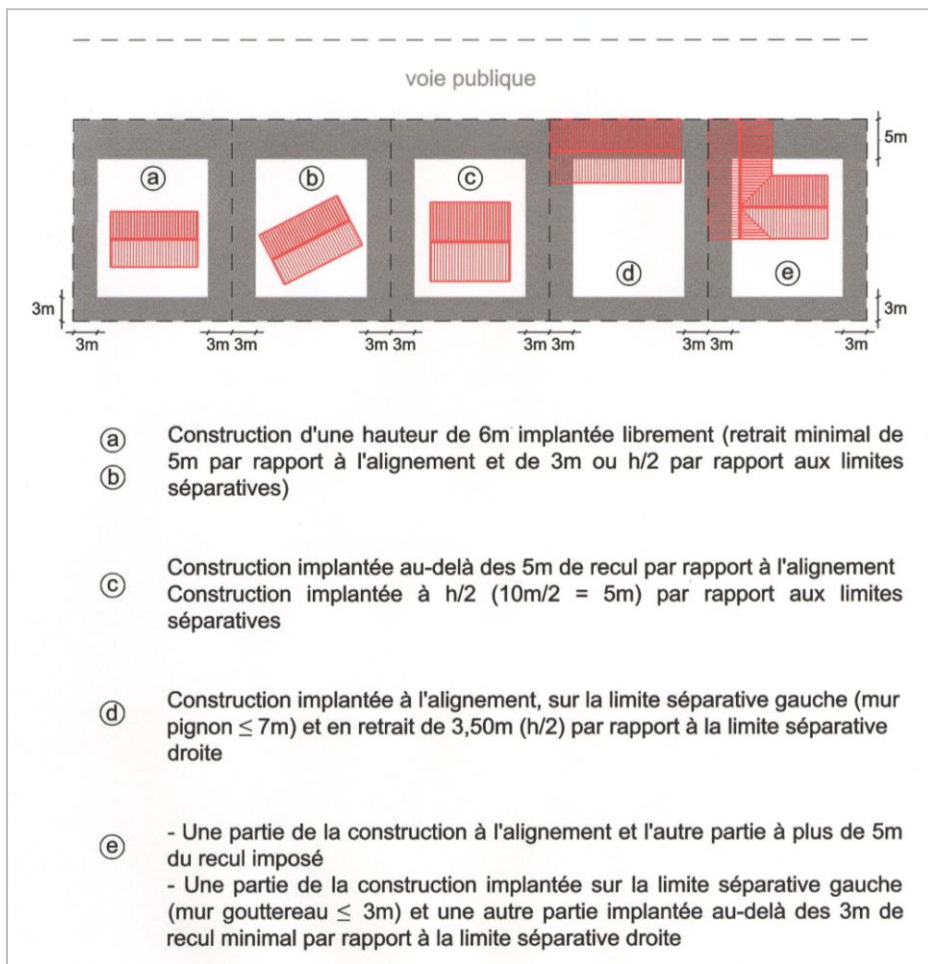 voie publique
5m
ⓐ ⓑ ⓒ
ⓓ ⓔ
3m 3m
3m 3m 3m 3m 3m 3m 3m 3m 3m 3m
ⓐ Construction d'une hauteur de 6m implantée librement (retrait minimal de
ⓑ 5m par rapport à l'alignement et de 3m ou h/2 par rapport aux limites
séparatives)
Construction implantée au-delà des 5m de recul par rapport à l'alignement
ⓒ Construction implantée à h/2 (10m/2 = 5m) par rapport aux limites
séparatives
Construction implantée à l'alignement, sur la limite séparative gauche (mur
ⓓ pignon ≤ 7m) et en retrait de 3,50m (h/2) par rapport à la limite séparative
droite
ⓔ - Une partie de la construction à l'alignement et l'autre partie à plus de 5m
du recul imposé
- Une partie de la construction implantée sur la limite séparative gauche
(mur gouttereau ≤ 3m) et une autre partie implantée au-delà des 3m de
recul minimal par rapport à la limite séparative droite